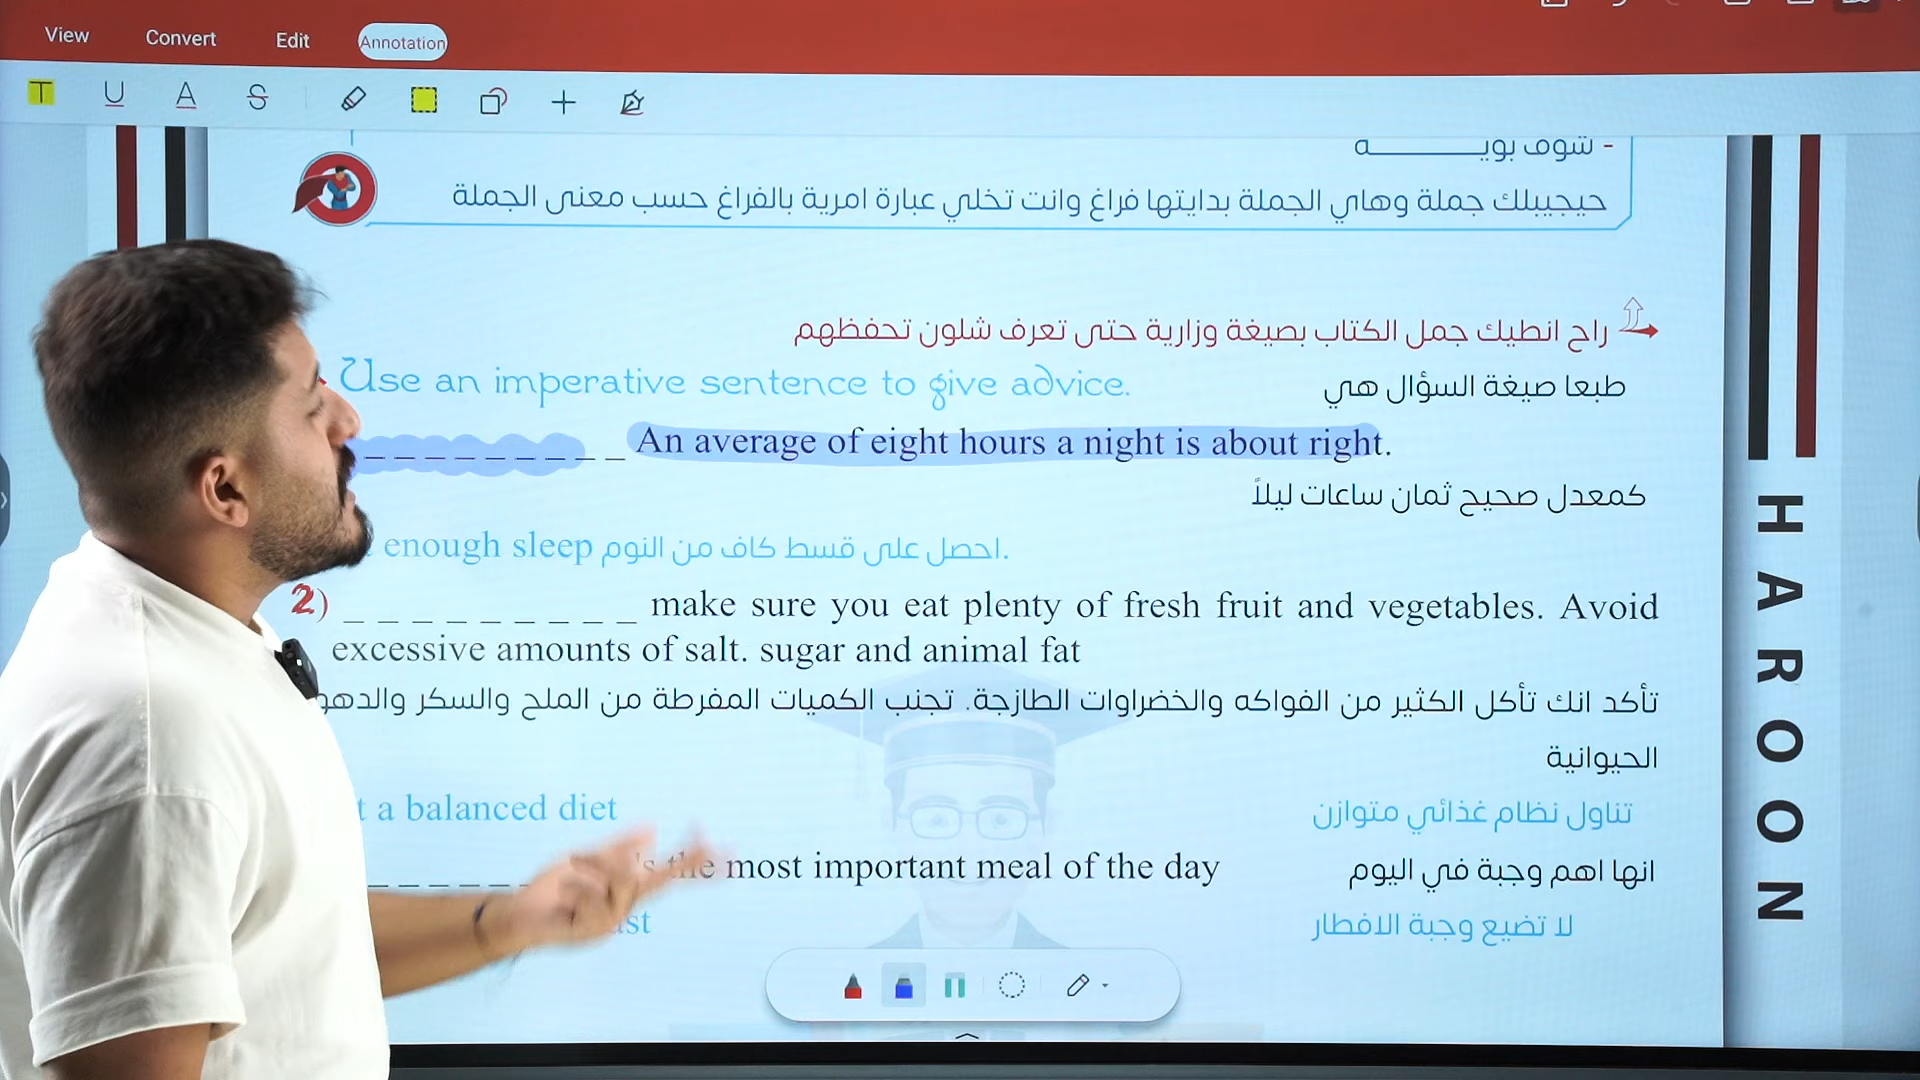 View Convert Edit Annotation
T U A S
- شوف بويـــــــــــه
حيجيبلك جملة وهاي الجملة بدايتها فراغ وانت تخلي عبارة امرية بالفراغ حسب معنى الجملة
راح انطيك جمل الكتاب بصيغة وزارية حتى تعرف شلون تحفظهم
Use an imperative sentence to give advice. طبعا صيغة السؤال هي
_ _ _ _ _ _ _ _ _ An average of eight hours a night is about right.
كمعدل صحيح ثمان ساعات ليلاً
enough sleep احصل على قسط كاف من النوم.
2) _ _ _ _ _ _ _ _ _ make sure you eat plenty of fresh fruit and vegetables. Avoid
excessive amounts of salt. sugar and animal fat
تأكد انك تأكل الكثير من الفواكه والخضراوات الطازجة. تجنب الكميات المفرطة من الملح والسكر
الحيوانية
a balanced diet تناول نظام غذائي متوازن
_ _ _ _ _ _ the most important meal of the day انها اهم وجبة في اليوم
لا تضيع وجبة الافطار
HAROON